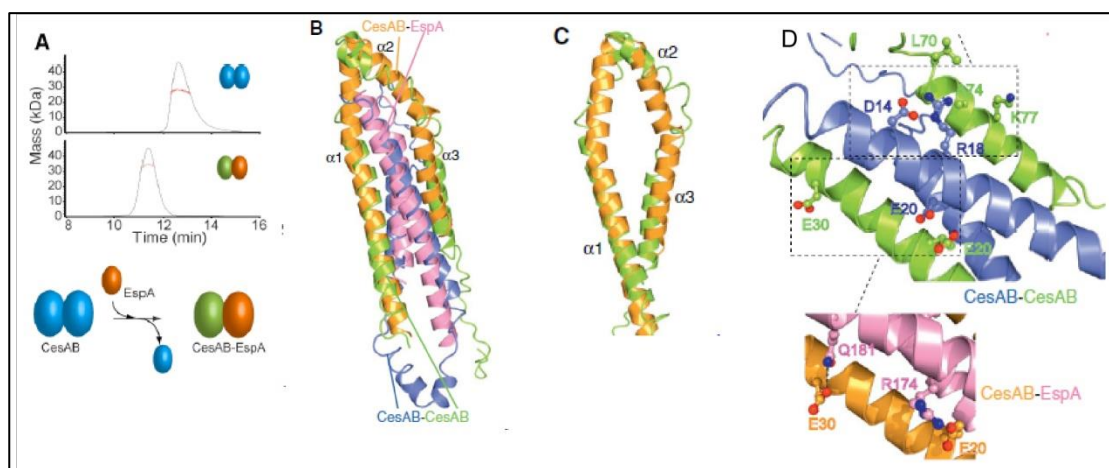 A
Mass (kDa)
40
30
20
10
0
40
30
20
10
0
8 10 12 14 16
Time (min)
EspA
CesAB
CesAB-EspA
B
CesAB-EspA
α2
α1
α3
CesAB-CesAB
C
α2
α3
α1
D
L70
74
K77
D14
R18
E20
E30
E20
CesAB-CesAB
Q181
R174
CesAB-EspA
E30
E20